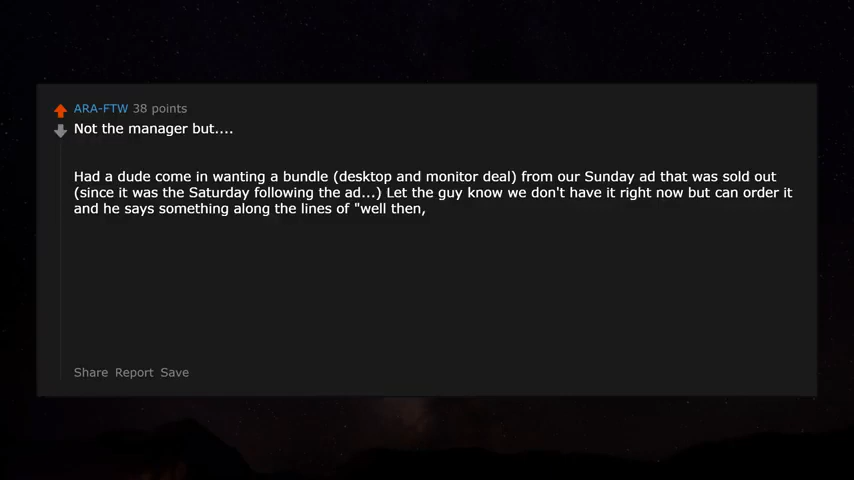 ARA-FTW 38 points
Not the manager but....
Had a dude come in wanting a bundle (desktop and monitor deal) from our Sunday ad that was sold out
(since it was the Saturday following the ad...) Let the guy know we don't have it right now but can order it
and he says something along the lines of "well then,
Share Report Save